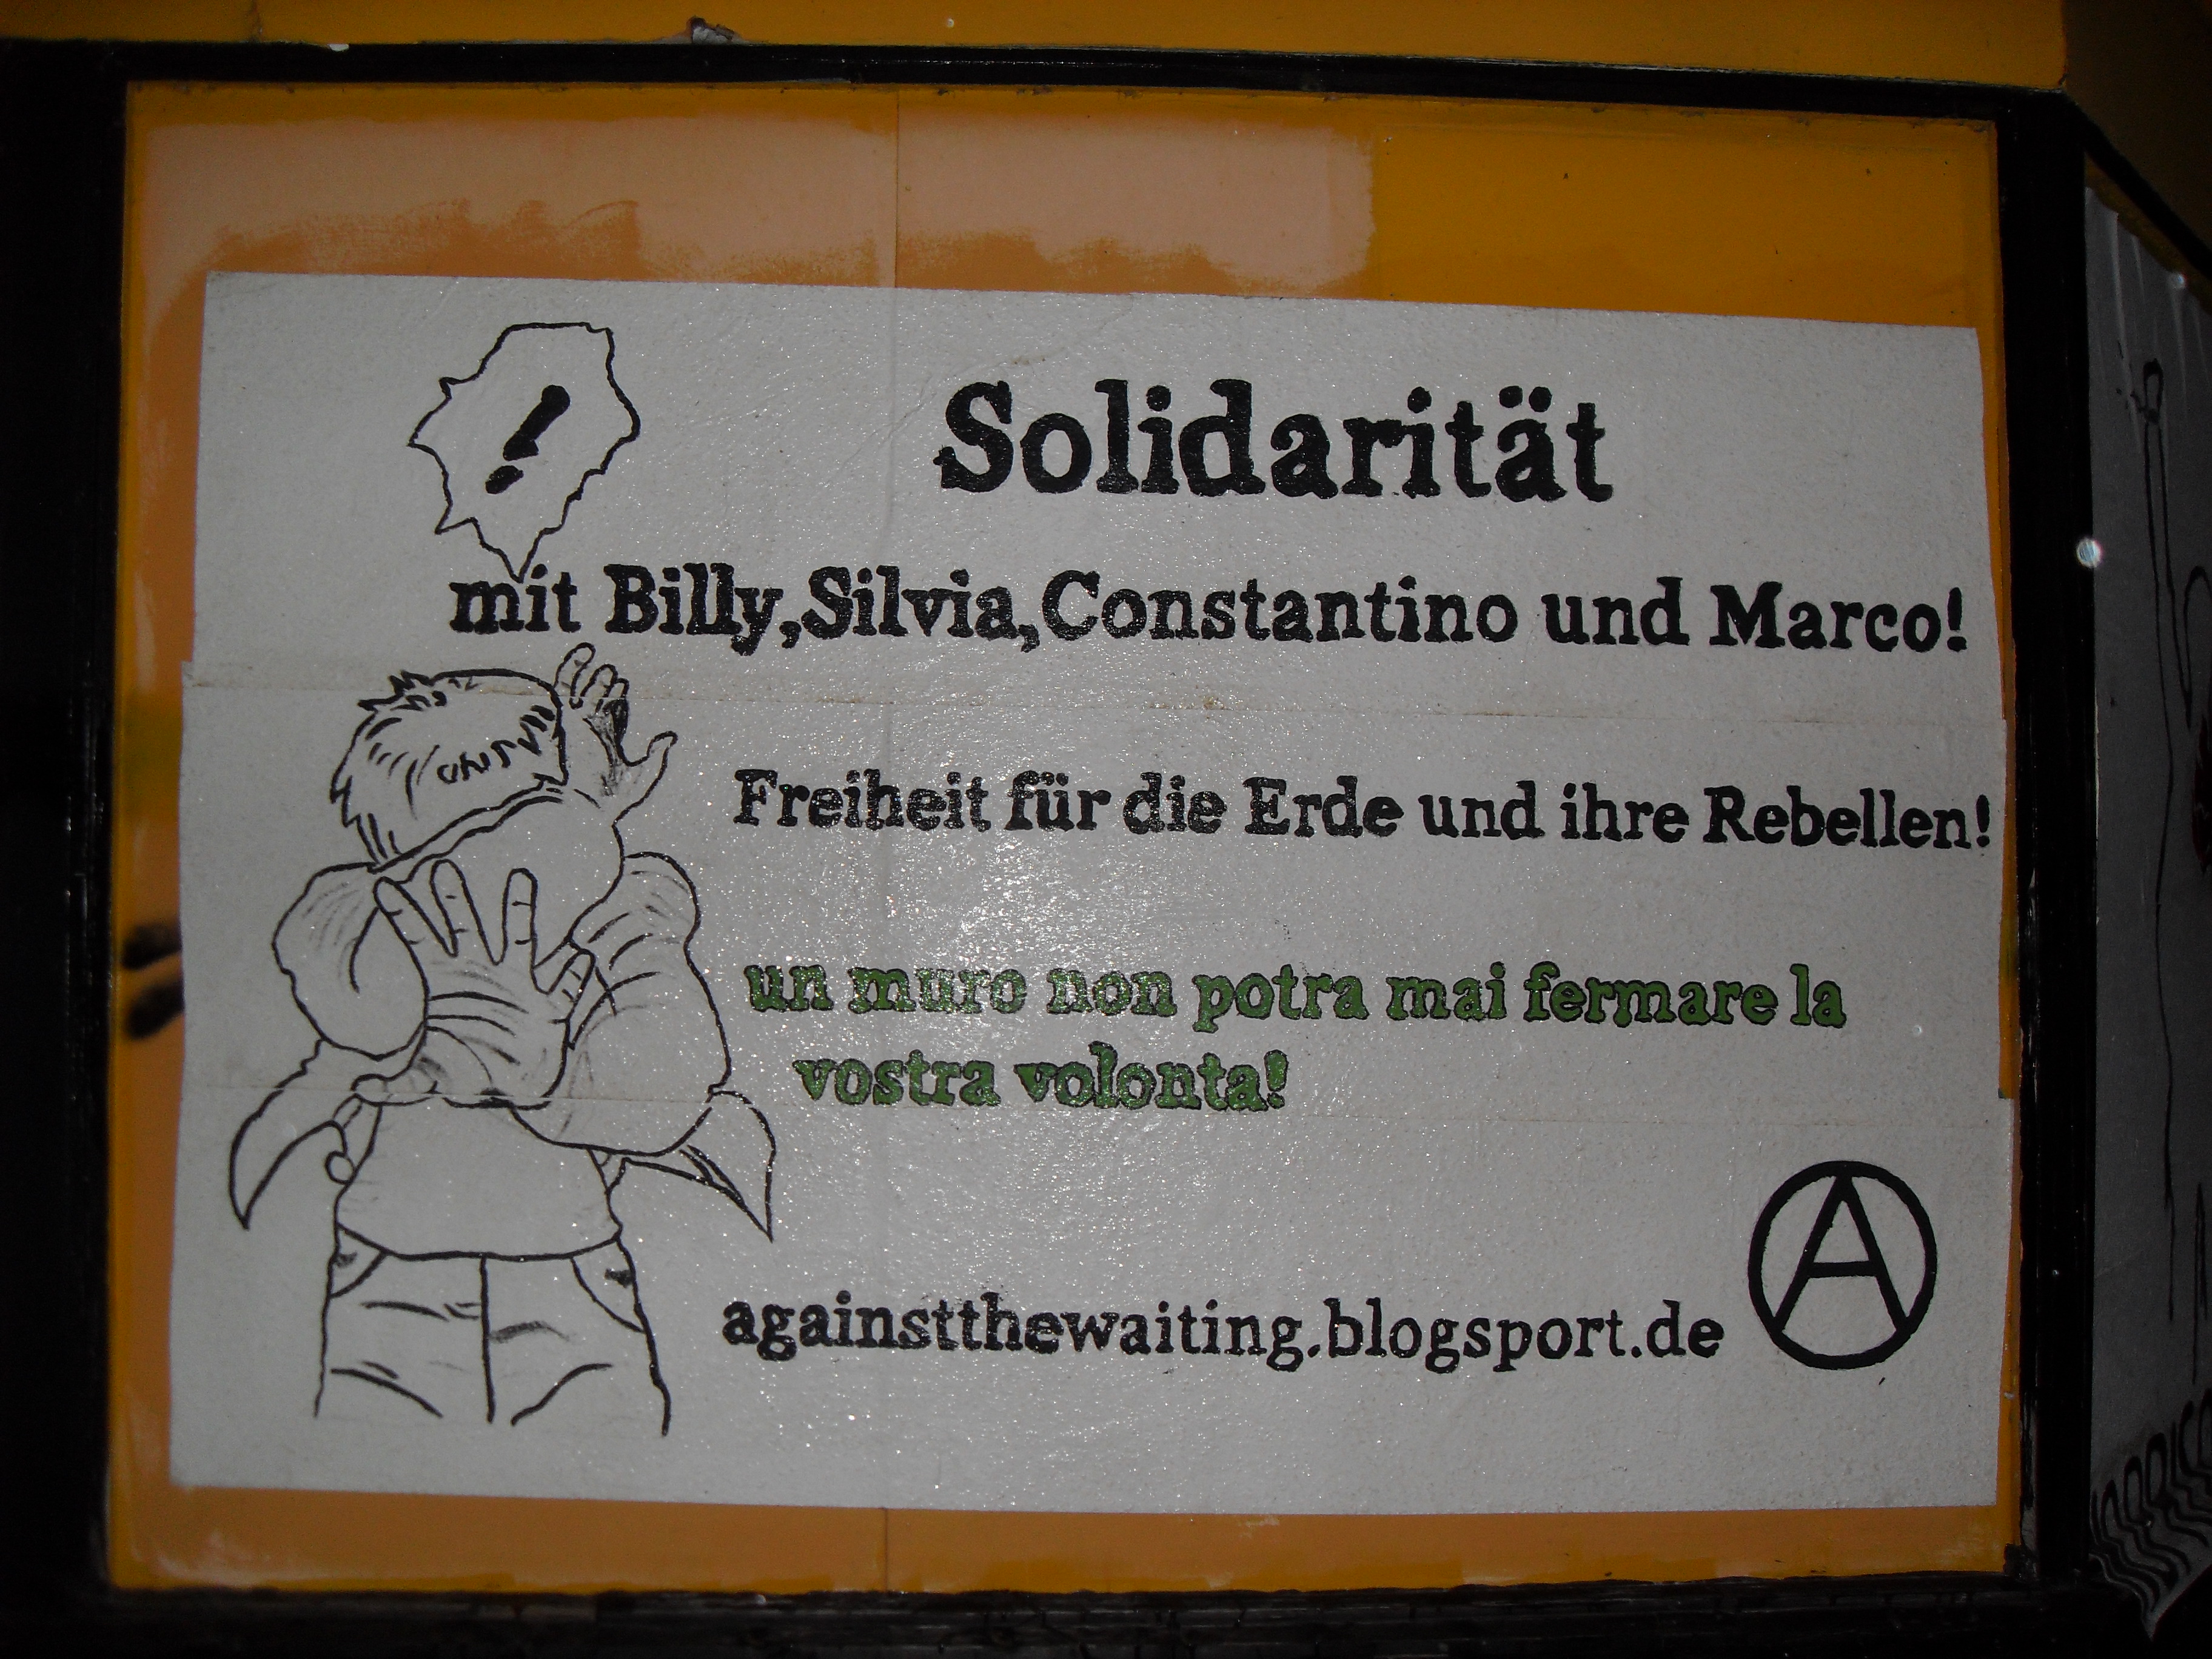 !
Solidarität
mit Billy,Silvia,Constantino und Marco!
Freiheit für die Erde und ihre Rebellen!
un muro non potra mai fermare la
vostra volonta!
A
againstthewaiting.blogsport.de